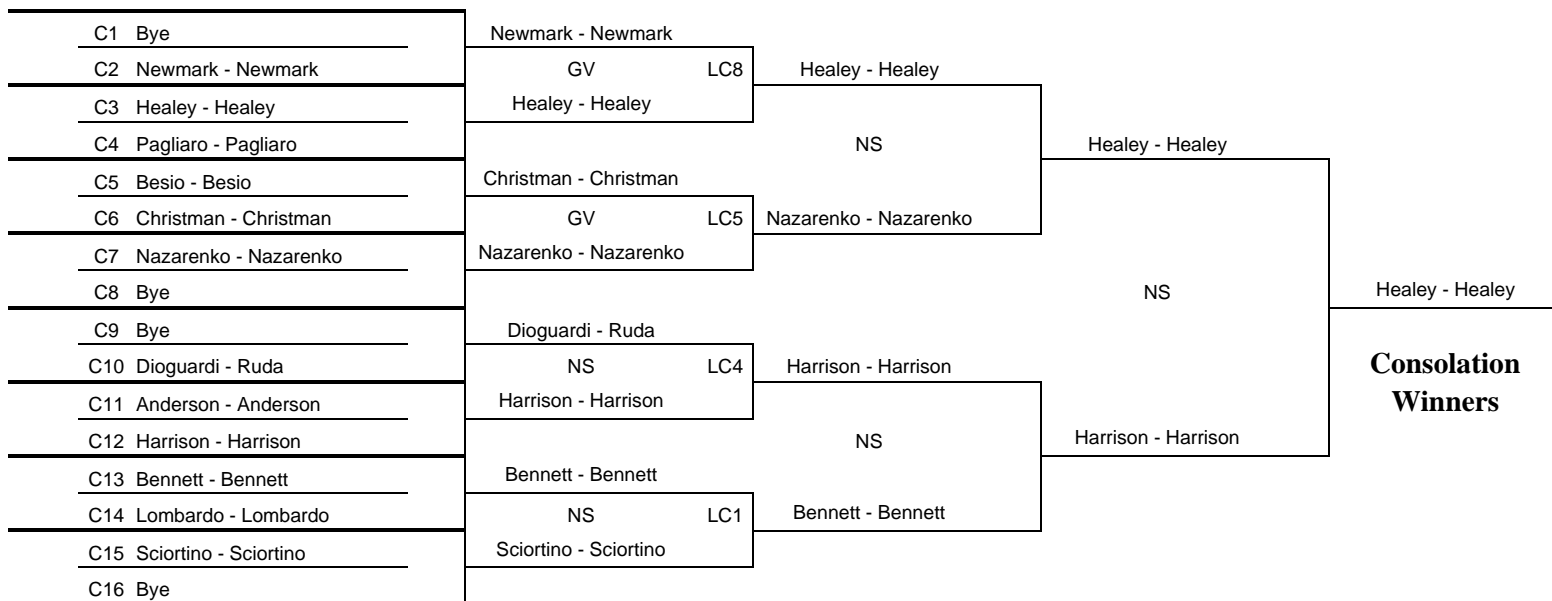 C1 Bye
Newmark - Newmark
C2 Newmark - Newmark
GV LC8
Healey - Healey
C3 Healey - Healey
Healey - Healey
C4 Pagliaro - Pagliaro
NS
Healey - Healey
C5 Besio - Besio
Christman - Christman
C6 Christman - Christman
GV LC5
Nazarenko - Nazarenko
C7 Nazarenko - Nazarenko
Nazarenko - Nazarenko
C8 Bye
NS
Healey - Healey
C9 Bye
Dioguardi - Ruda
C10 Dioguardi - Ruda
NS LC4
Harrison - Harrison
Consolation
Winners
C11 Anderson - Anderson
Harrison - Harrison
C12 Harrison - Harrison
NS
Harrison - Harrison
C13 Bennett - Bennett
Bennett - Bennett
C14 Lombardo - Lombardo
NS LC1
Bennett - Bennett
C15 Sciortino - Sciortino
Sciortino - Sciortino
C16 Bye